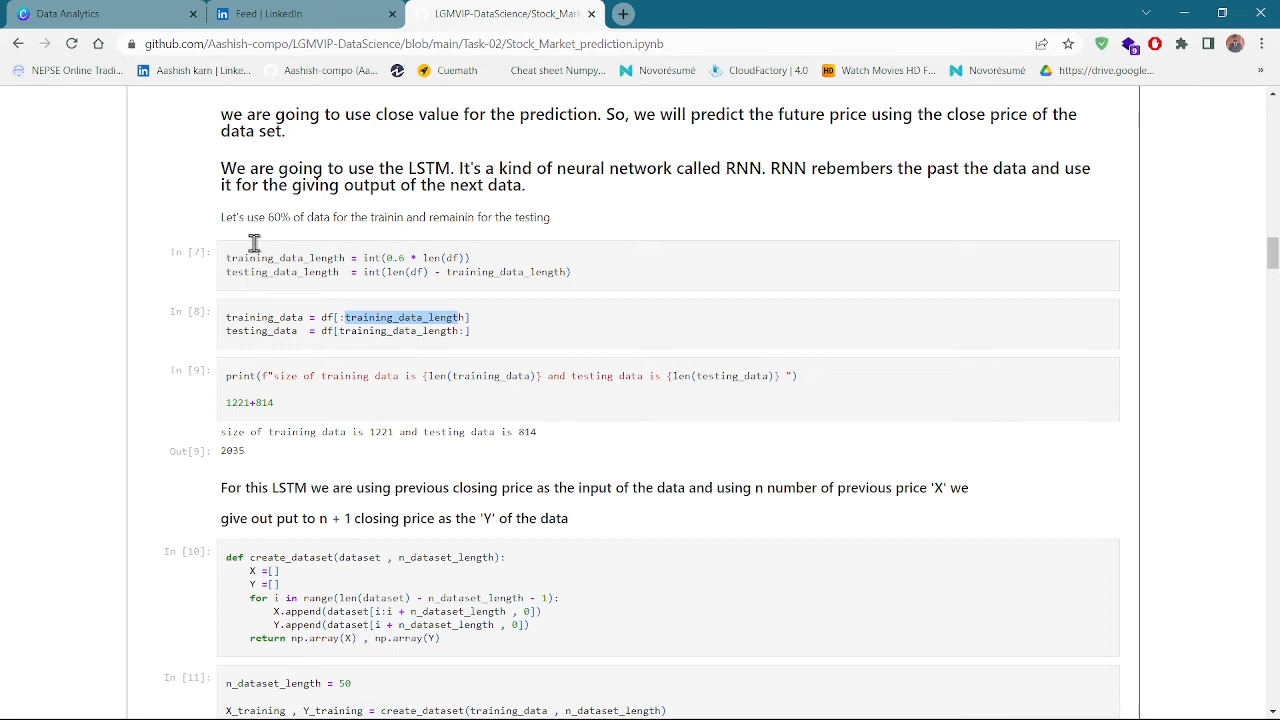 Data Analytics
Feed | LinkedIn
LGMVIP-DataScience/Stock_Mark
github.com/Aashish-compo/LGMVIP-DataScience/blob/main/Task-02/Stock_Market_prediction.ipynb
NEPSE Online Tradi...
Aashish karn | Linke...
Aashish-compo (Aa...
Cuemath
Cheat sheet Numpy...
Novorésumé
CloudFactory | 4.0
Watch Movies HD F...
Novorésumé
https://drive.google...
»
we are going to use close value for the prediction. So, we will predict the future price using the close price of the
data set.
We are going to use the LSTM. It's a kind of neural network called RNN. RNN rebembers the past the data and use
it for the giving output of the next data.
Let's use 60% of data for the trainin and remainin for the testing
In [7]:
training_data_length = int(0.6 * len(df))
testing_data_length = int(len(df) - training_data_length)
In [8]:
training_data = df[:training_data_length]
testing_data = df[training_data_length:]
In [9]:
print(f"size of training data is {len(training_data)} and testing data is {len(testing_data)} ")
1221+814
size of training data is 1221 and testing data is 814
Out[9]: 2035
For this LSTM we are using previous closing price as the input of the data and using n number of previous price 'X' we
give out put to n + 1 closing price as the 'Y' of the data
In [10]:
def create_dataset(dataset , n_dataset_length):
X =[]
Y =[]
for i in range(len(dataset) - n_dataset_length - 1):
X.append(dataset[i:i + n_dataset_length , 0])
Y.append(dataset[i + n_dataset_length , 0])
return np.array(X) , np.array(Y)
In [11]:
n_dataset_length = 50
X_training , Y_training = create_dataset(training_data , n_dataset_length)